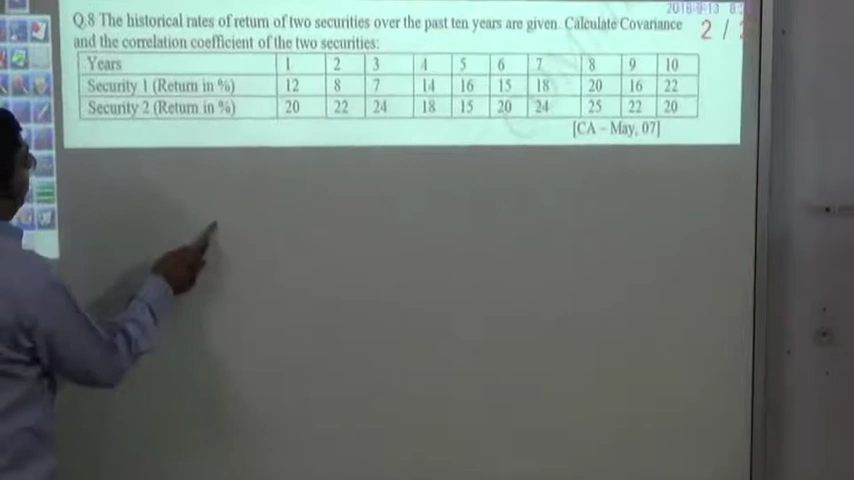 2018-9-13 8:
Q.8 The historical rates of return of two securities over the past ten years are given. Calculate Covariance 2 /
and the correlation coefficient of the two securities:
Years 1 2 3 4 5 6 7 8 9 10
Security 1 (Return in %) 12 8 7 14 16 15 18 20 16 22
Security 2 (Return in %) 20 22 24 18 15 20 24 25 22 20
[CA – May, 07]